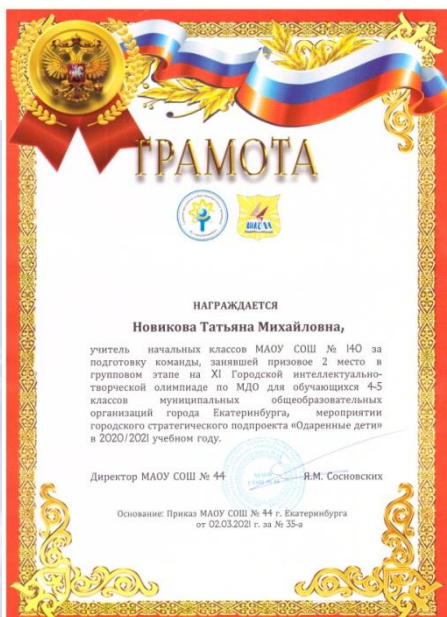 ГРАМОТА
НАГРАЖДАЕТСЯ
Новикова Татьяна Михайловна,
учитель начальных классов МАОУ СОШ № 140 за
подготовку команды, занявшей призовое 2 место в
групповом этапе на XI Городской интеллектуально-
творческой олимпиаде по МДО для обучающихся 4-5
классов муниципальных общеобразовательных
организаций города Екатеринбурга, мероприятии
городского стратегического подпроекта «Одаренные дети»
в 2020/2021 учебном году.
Директор МАОУ СОШ № 44 Я.М. Сосновских
Основание: Приказ МАОУ СОШ № 44 г. Екатеринбурга
от 02.03.2021 г. за № 35-а